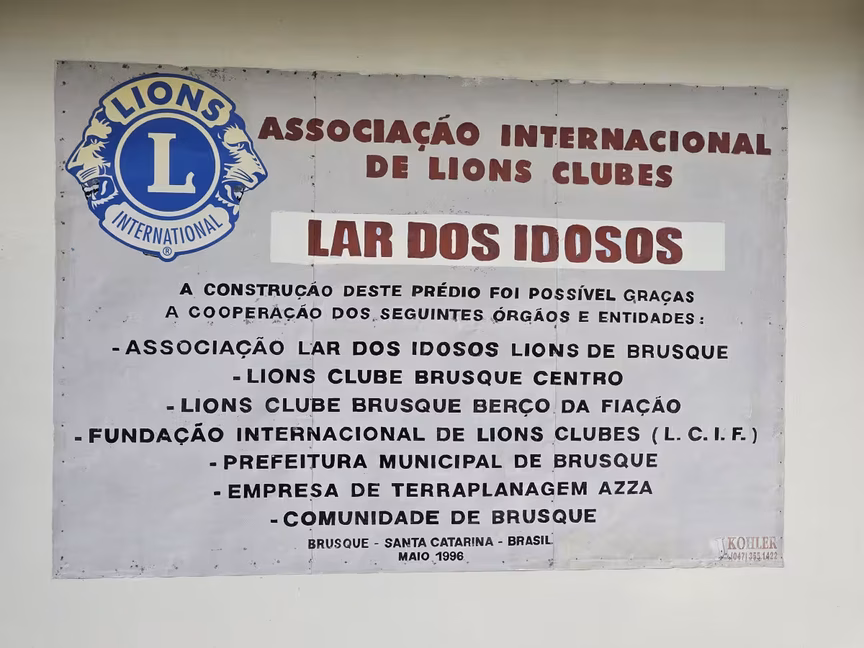 LIONS
L
INTERNATIONAL
®
ASSOCIAÇÃO INTERNACIONAL
DE LIONS CLUBES
LAR DOS IDOSOS
A CONSTRUÇÃO DESTE PRÉDIO FOI POSSÍVEL GRAÇAS
A COOPERAÇÃO DOS SEGUINTES ÓRGÃOS E ENTIDADES:
- ASSOCIAÇÃO LAR DOS IDOSOS LIONS DE BRUSQUE
- LIONS CLUBE BRUSQUE CENTRO
- LIONS CLUBE BRUSQUE BERÇO DA FIAÇÃO
- FUNDAÇÃO INTERNACIONAL DE LIONS CLUBES ( L. C. I. F. )
- PREFEITURA MUNICIPAL DE BRUSQUE
- EMPRESA DE TERRAPLANAGEM AZZA
- COMUNIDADE DE BRUSQUE
BRUSQUE - SANTA CATARINA - BRASIL
MAIO 1996
KOHLER